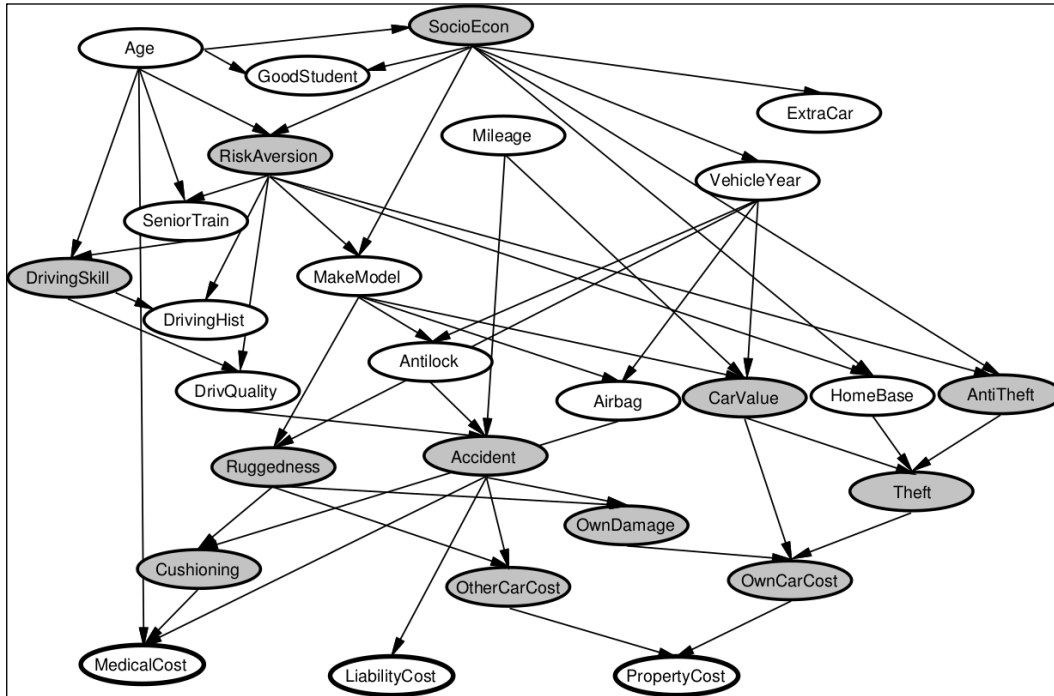 SocioEcon
Age
GoodStudent
ExtraCar
Mileage
RiskAversion
VehicleYear
SeniorTrain
DrivingSkill
MakeModel
DrivingHist
Antilock
DrivQuality
Airbag
CarValue
HomeBase
AntiTheft
Ruggedness
Accident
Theft
OwnDamage
Cushioning
OtherCarCost
OwnCarCost
MedicalCost
LiabilityCost
PropertyCost